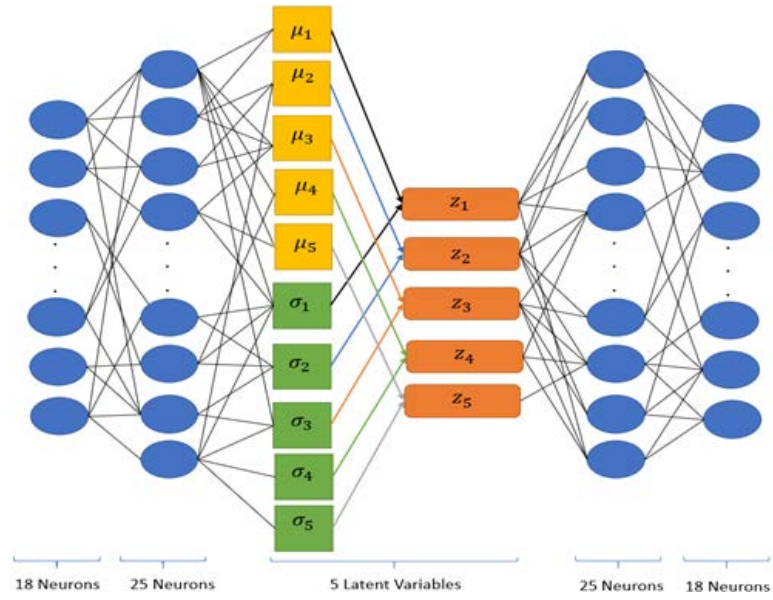 μ₁
μ₂
μ₃
μ₄
μ₅
σ₁
σ₂
σ₃
σ₄
σ₅
z₁
z₂
z₃
z₄
z₅
18 Neurons 25 Neurons 5 Latent Variables 25 Neurons 18 Neurons